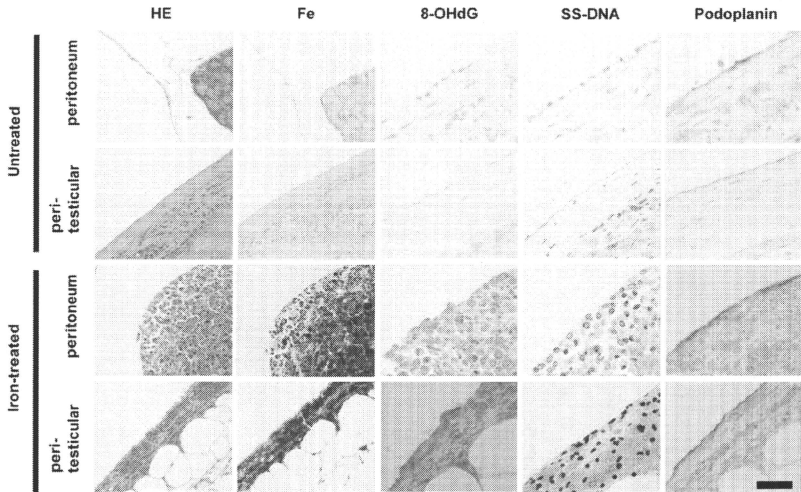 HE Fe 8-OHdG SS-DNA Podoplanin
Untreated
peritoneum
peri-
testicular
Iron-treated
peritoneum
peri-
testicular